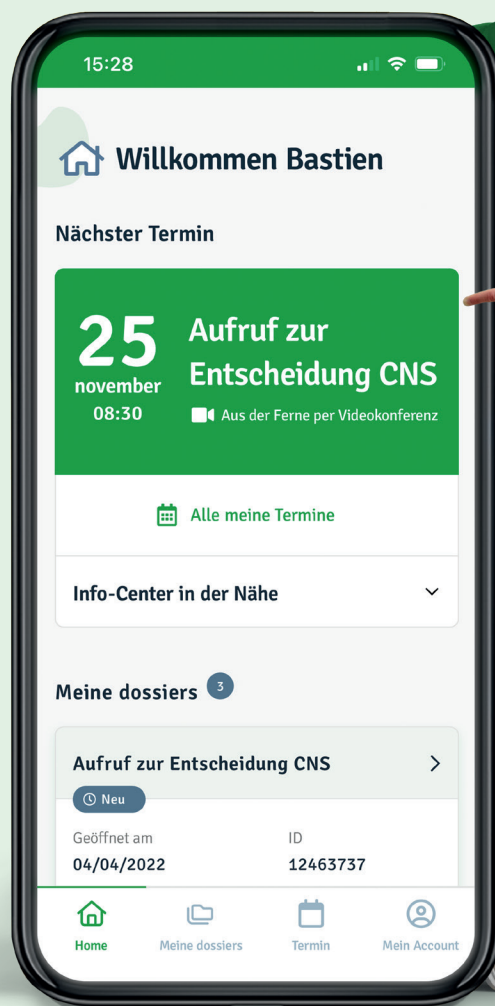 15:28
Willkommen Bastien
Nächster Termin
25
november
08:30
Aufruf zur
Entscheidung CNS
Aus der Ferne per Videokonferenz
Alle meine Termine
Info-Center in der Nähe
Meine dossiers 3
Aufruf zur Entscheidung CNS
Neu
Geöffnet am
04/04/2022
ID
12463737
Home
Meine dossiers
Termin
Mein Account